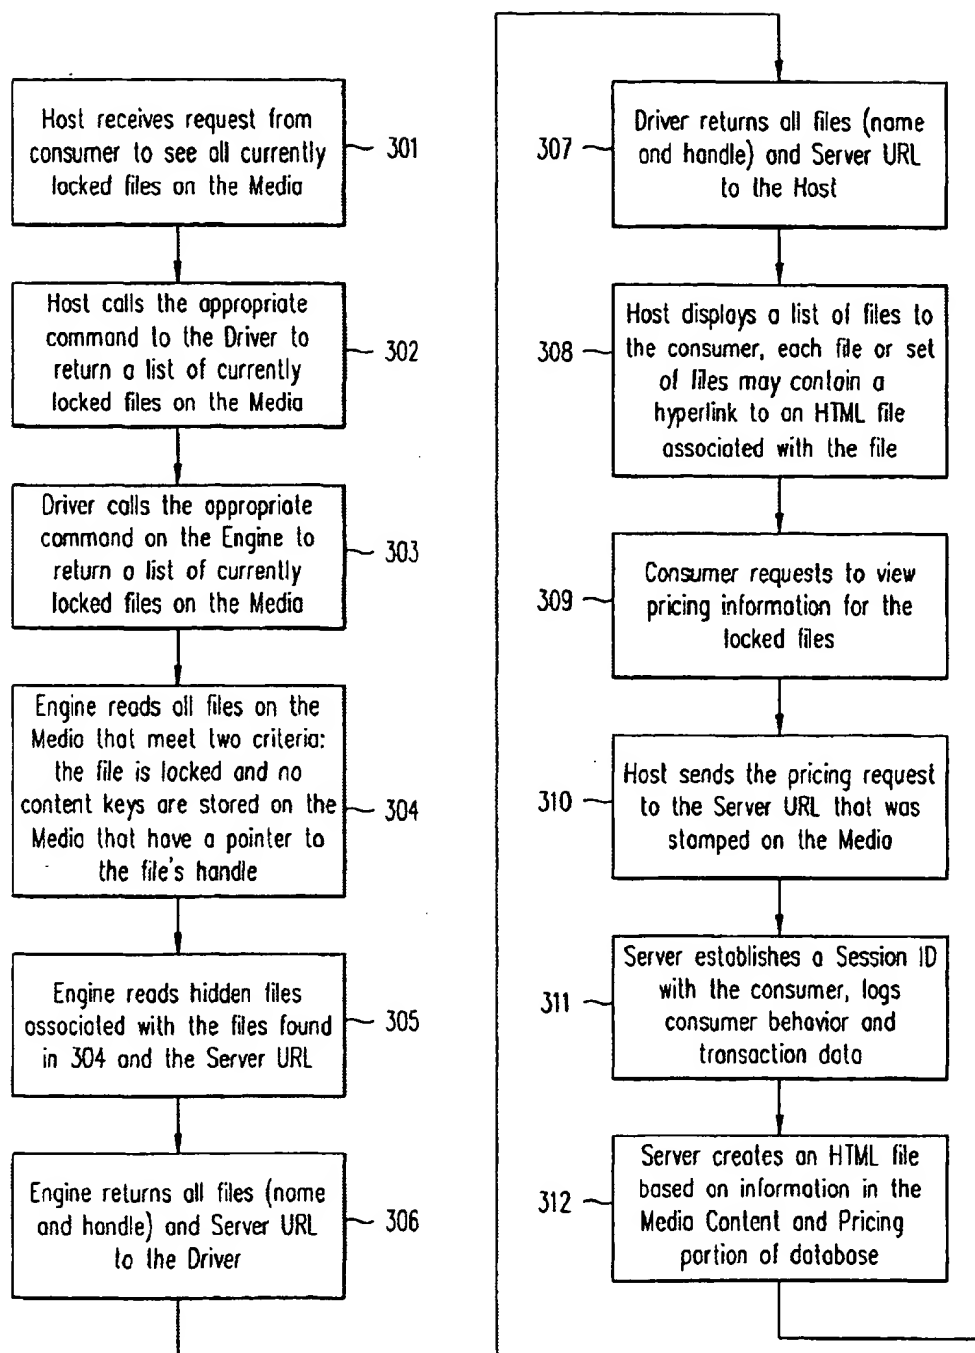 Host receives request from
consumer to see all currently
locked files on the Media
301
Host calls the appropriate
command to the Driver to
return a list of currently
locked files on the Media
302
Driver calls the appropriate
command on the Engine to
return a list of currently
locked files on the Media
303
Engine reads all files on the
Media that meet two criteria:
the file is locked and no
content keys are stored on the
Media that have a pointer to
the file's handle
304
Engine reads hidden files
associated with the files found
in 304 and the Server URL
305
Engine returns all files (name
and handle) and Server URL
to the Driver
306
307
Driver returns all files (name
and handle) and Server URL
to the Host
308
Host displays a list of files to
the consumer, each file or set
of files may contain a
hyperlink to an HTML file
associated with the file
309
Consumer requests to view
pricing information for the
locked files
310
Host sends the pricing request
to the Server URL that was
stamped on the Media
311
Server establishes a Session ID
with the consumer, logs
consumer behavior and
transaction data
312
Server creates an HTML file
based on information in the
Media Content and Pricing
portion of database